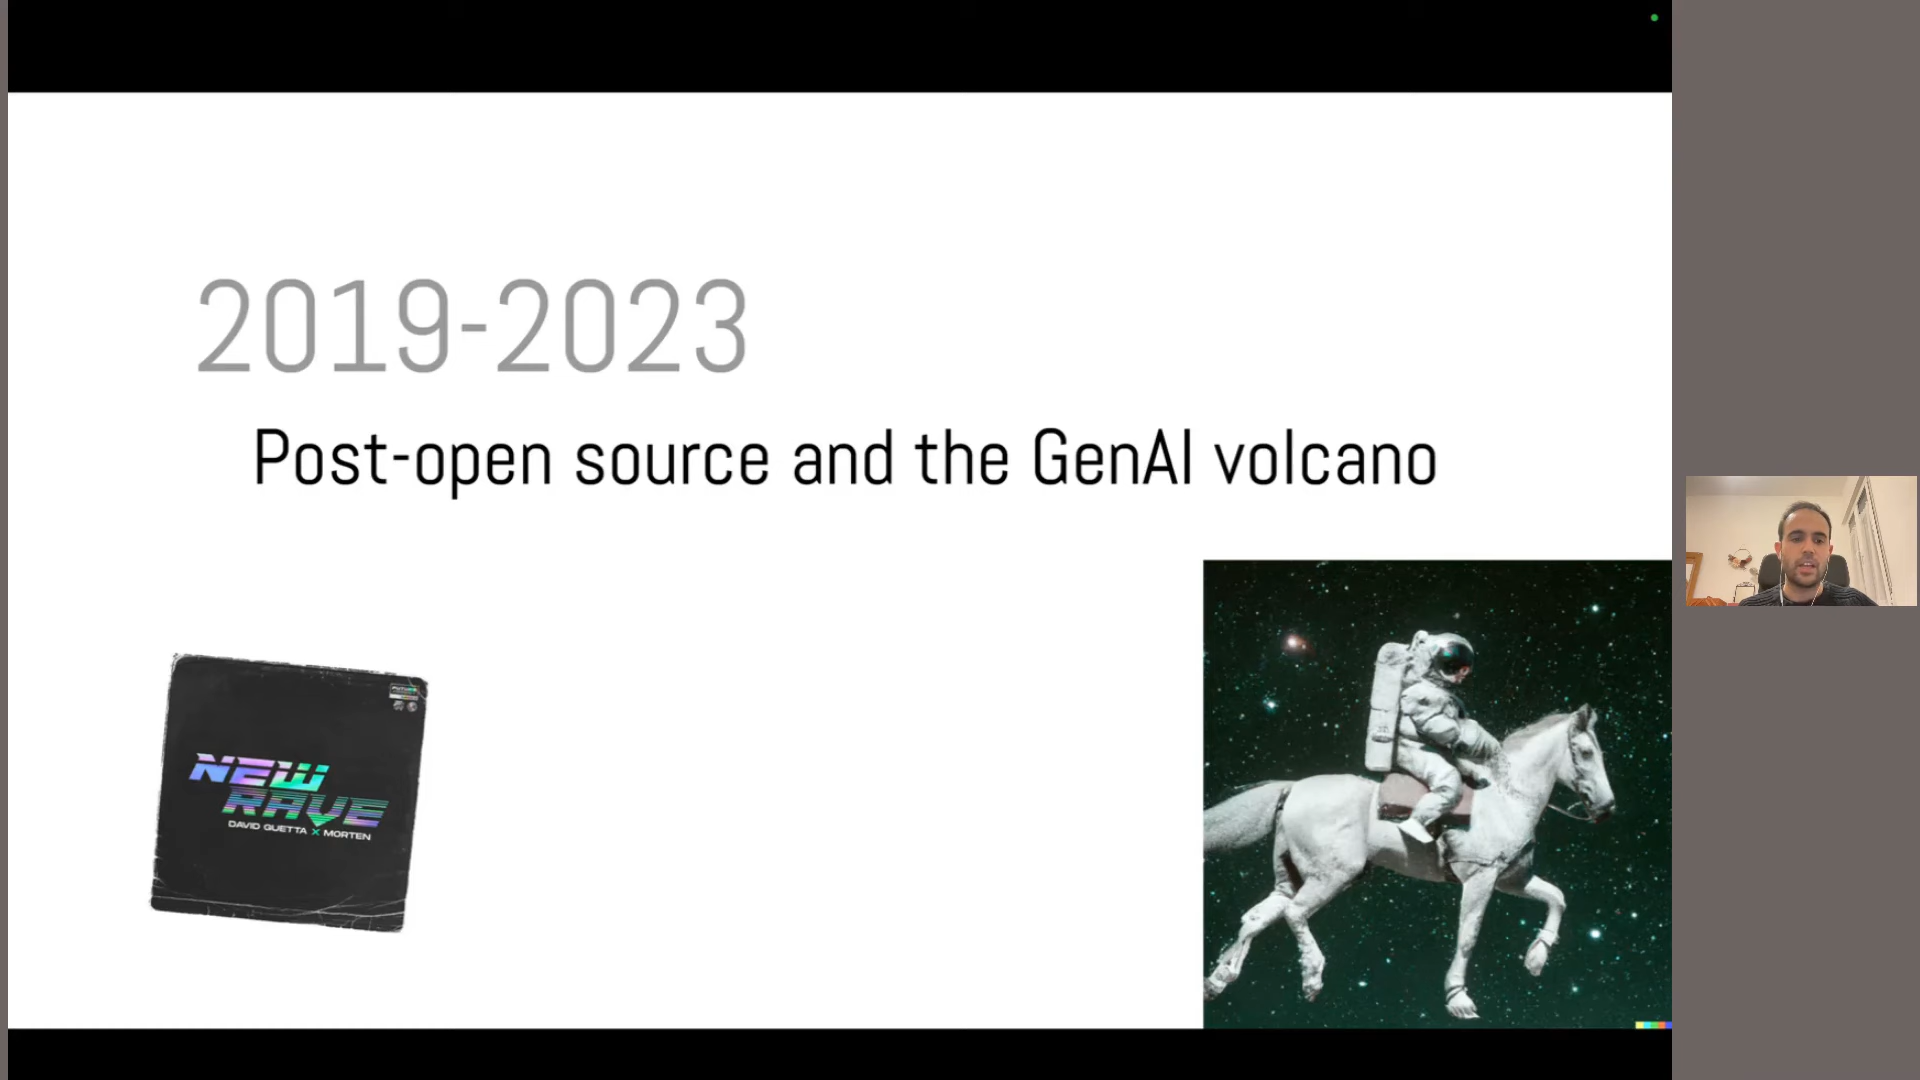 2019-2023
Post-open source and the GenAI volcano
NEW
RAVE
DAVID GUETTA X MORTEN